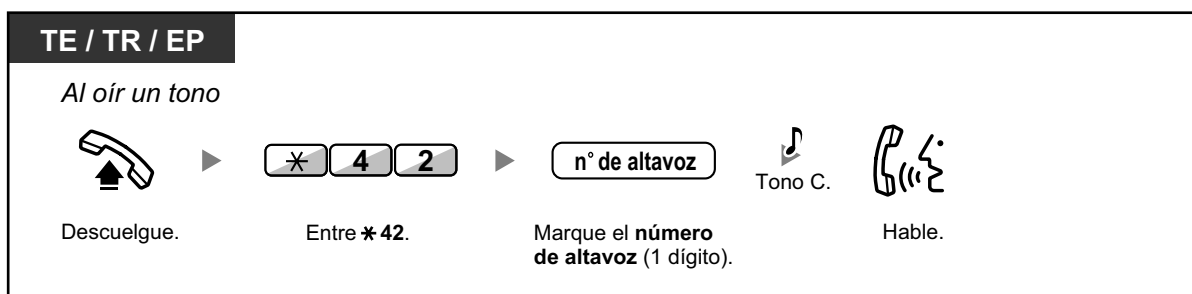 TE / TR / EP
Al oír un tono
✳ 4 2
n° de altavoz
Tono C.
Descuelgue.
Entre ✳ 42.
Marque el número
de altavoz (1 dígito).
Hable.